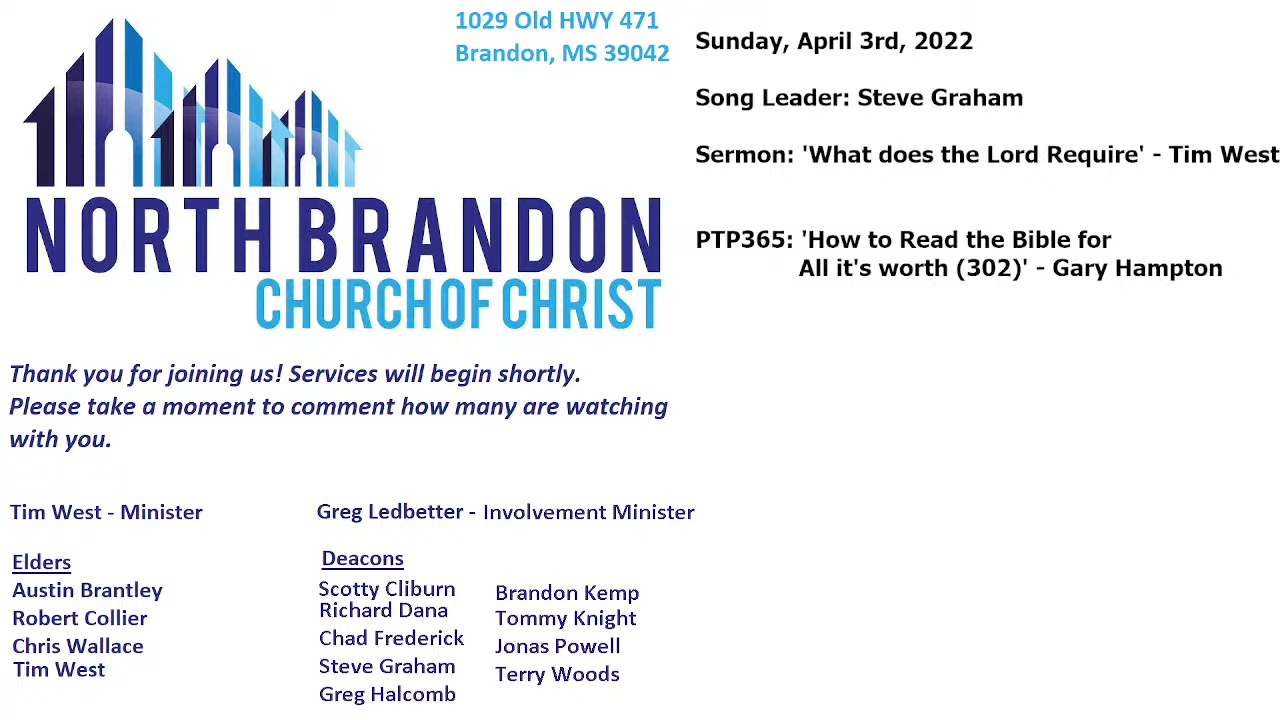 1029 Old HWY 471
Brandon, MS 39042
NORTH BRANDON
CHURCH OF CHRIST
Sunday, April 3rd, 2022
Song Leader: Steve Graham
Sermon: 'What does the Lord Require' - Tim West
PTP365: 'How to Read the Bible for
All it's worth (302)' - Gary Hampton
Thank you for joining us! Services will begin shortly.
Please take a moment to comment how many are watching
with you.
Tim West - Minister
Greg Ledbetter - Involvement Minister
Elders
Austin Brantley
Robert Collier
Chris Wallace
Tim West
Deacons
Scotty Cliburn
Richard Dana
Chad Frederick
Steve Graham
Greg Halcomb
Brandon Kemp
Tommy Knight
Jonas Powell
Terry Woods